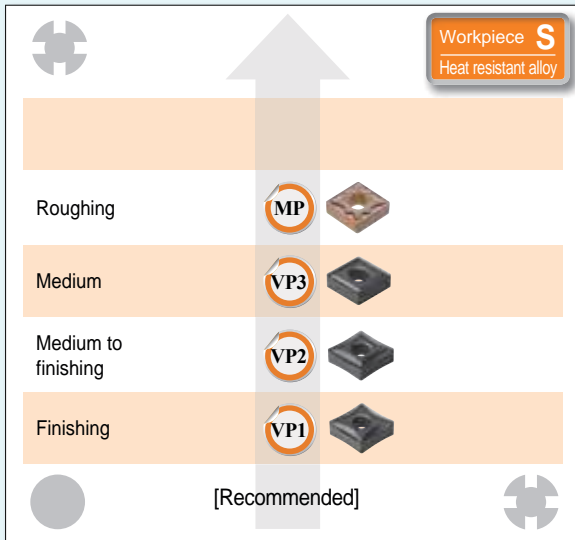 Workpiece S
Heat resistant alloy
Roughing
MP
Medium
VP3
Medium to
finishing
VP2
Finishing
VP1
[Recommended]